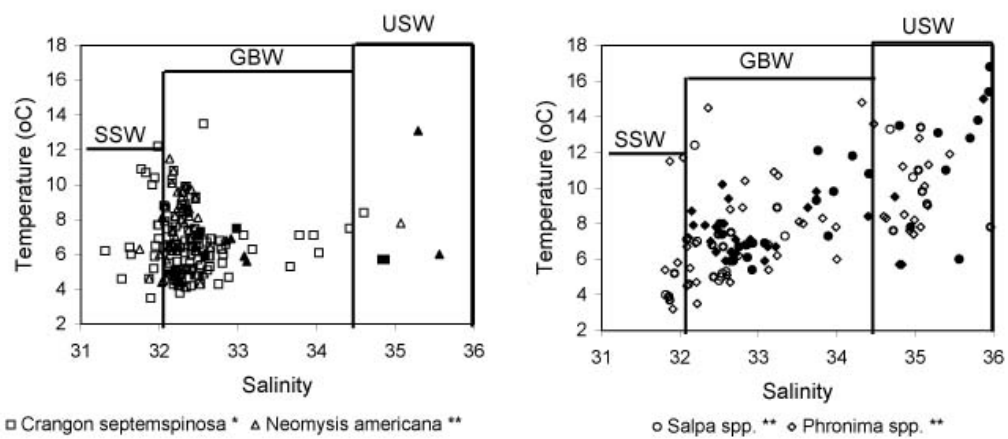 USW
GBW
SSW
Temperature (oC)
18
16
14
12
10
8
6
4
2
31 32 33 34 35 36
Salinity
□ Crangon septemspinosa * △ Neomysis americana **
USW
GBW
SSW
Temperature (oC)
18
16
14
12
10
8
6
4
2
31 32 33 34 35 36
Salinity
○ Salpa spp. ** ◇ Phronima spp. **